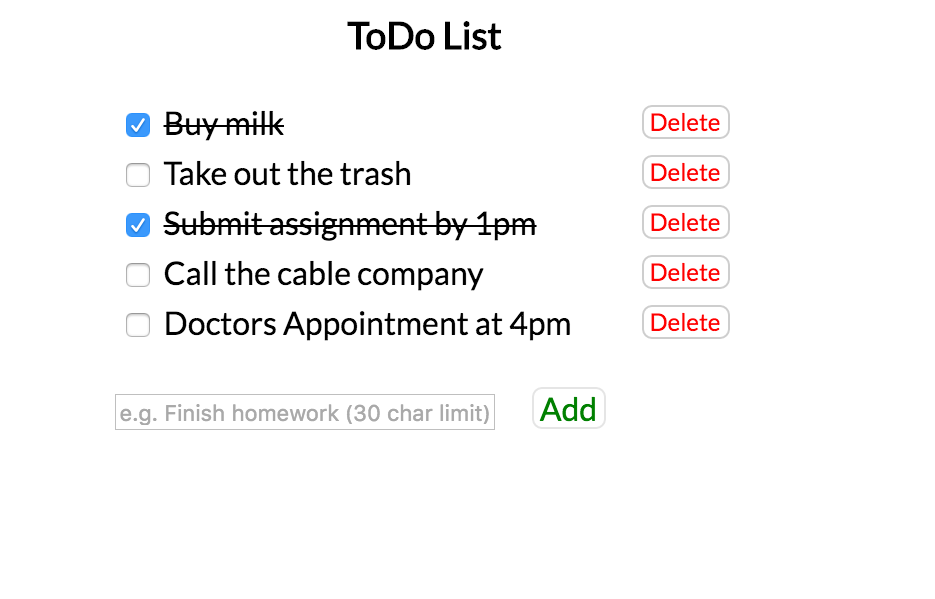 ToDo List
Buy milk Delete
Take out the trash Delete
Submit assignment by 1pm Delete
Call the cable company Delete
Doctors Appointment at 4pm Delete
e.g. Finish homework (30 char limit) Add